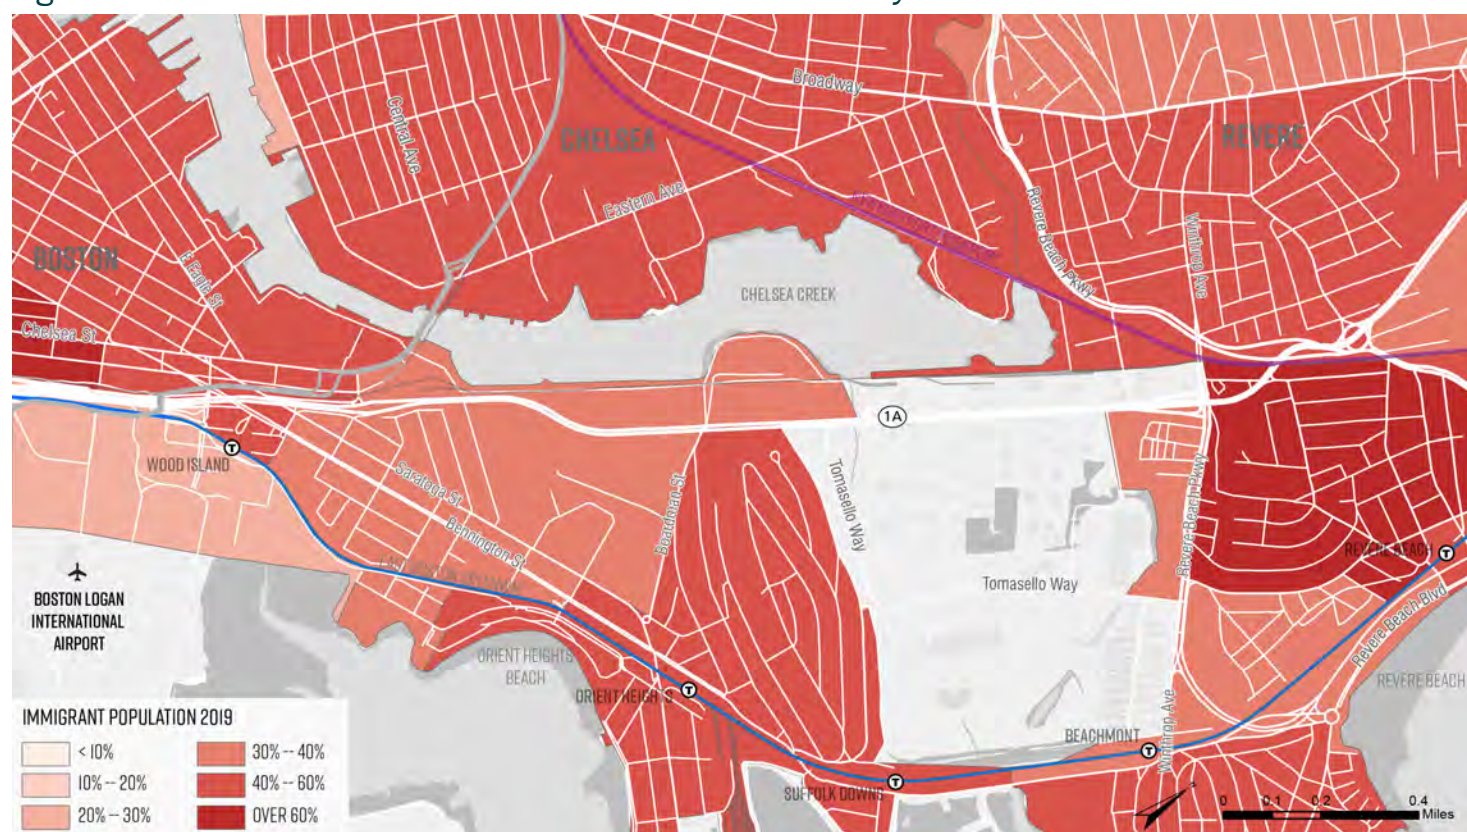 Broadway
CHELSEA
REVERE
Central Ave
Eastern Ave
Revere Beach Pkwy
Winthrop Ave
BOSTON
E Eagle St
CHELSEA CREEK
Chelsea St
1A
T
WOOD ISLAND
Saratoga St
Bennington St
Boardman St
Tomasello Way
Revere Beach Pkwy
REVERE BEACH
T
Tomasello Way
BOSTON LOGAN
INTERNATIONAL
AIRPORT
Revere Beach Blvd
ORIENT HEIGHTS
BEACH
REVERE BEACH
ORIENT HEIGHTS
T
Winthrop Ave
BEACHMONT
T
SUFFOLK DOWNS
T
IMMIGRANT POPULATION 2019
< 10%
10% -- 20%
20% -- 30%
30% -- 40%
40% -- 60%
OVER 60%
0 0.1 0.2 0.4
Miles